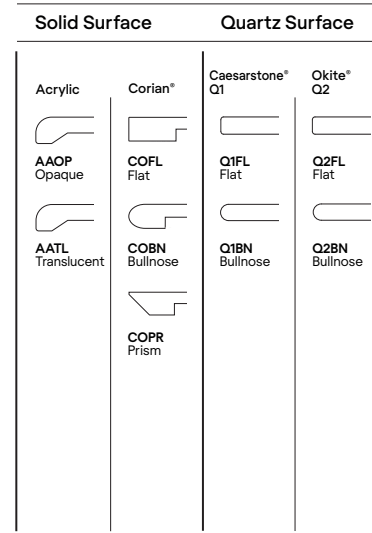 Solid Surface
Quartz Surface
Acrylic
Corian®
Caesarstone®
Q1
Okite®
Q2
AAOP
Opaque
COFL
Flat
Q1FL
Flat
Q2FL
Flat
AATL
Translucent
COBN
Bullnose
Q1BN
Bullnose
Q2BN
Bullnose
COPR
Prism